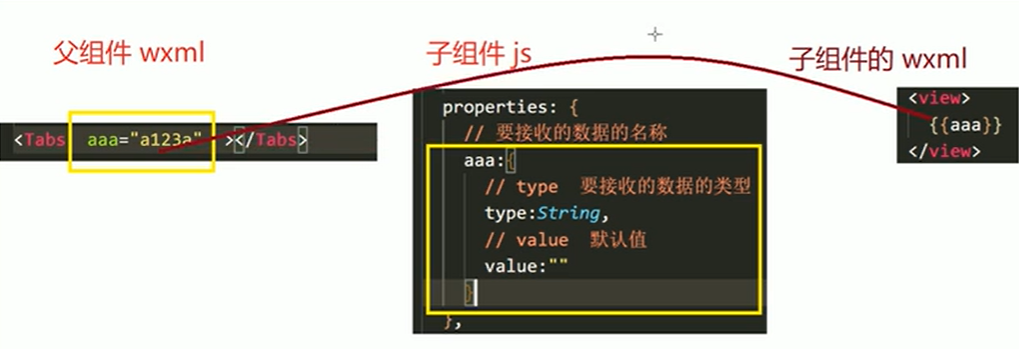 父组件 wxml
<Tabs aaa="a123a" ></Tabs>
子组件 js
properties: {
// 要接收的数据的名称
aaa:{
// type 要接收的数据的类型
type:String,
// value 默认值
value:""
}
},
子组件的 wxml
<view>
{{aaa}}
</view>